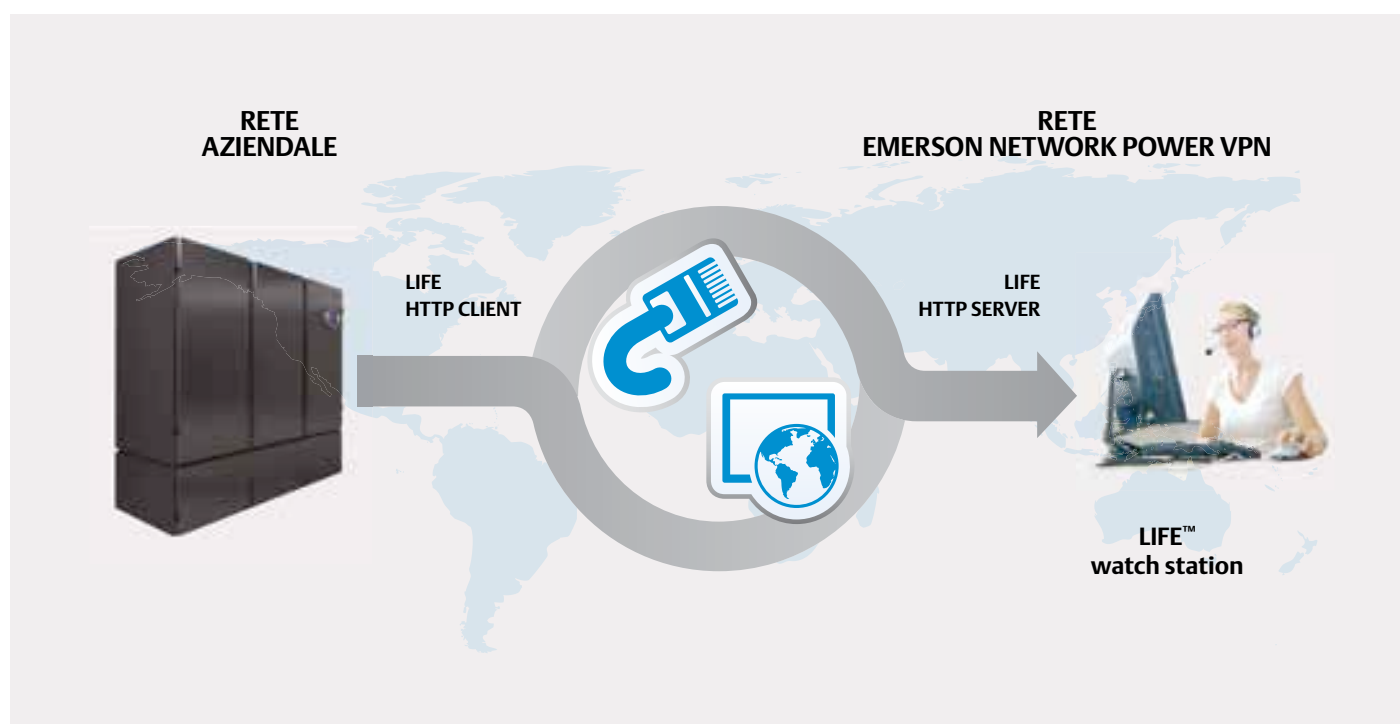 RETE
AZIENDALE
RETE
EMERSON NETWORK POWER VPN
LIFE
HTTP CLIENT
LIFE
HTTP SERVER
LIFE™
watch station